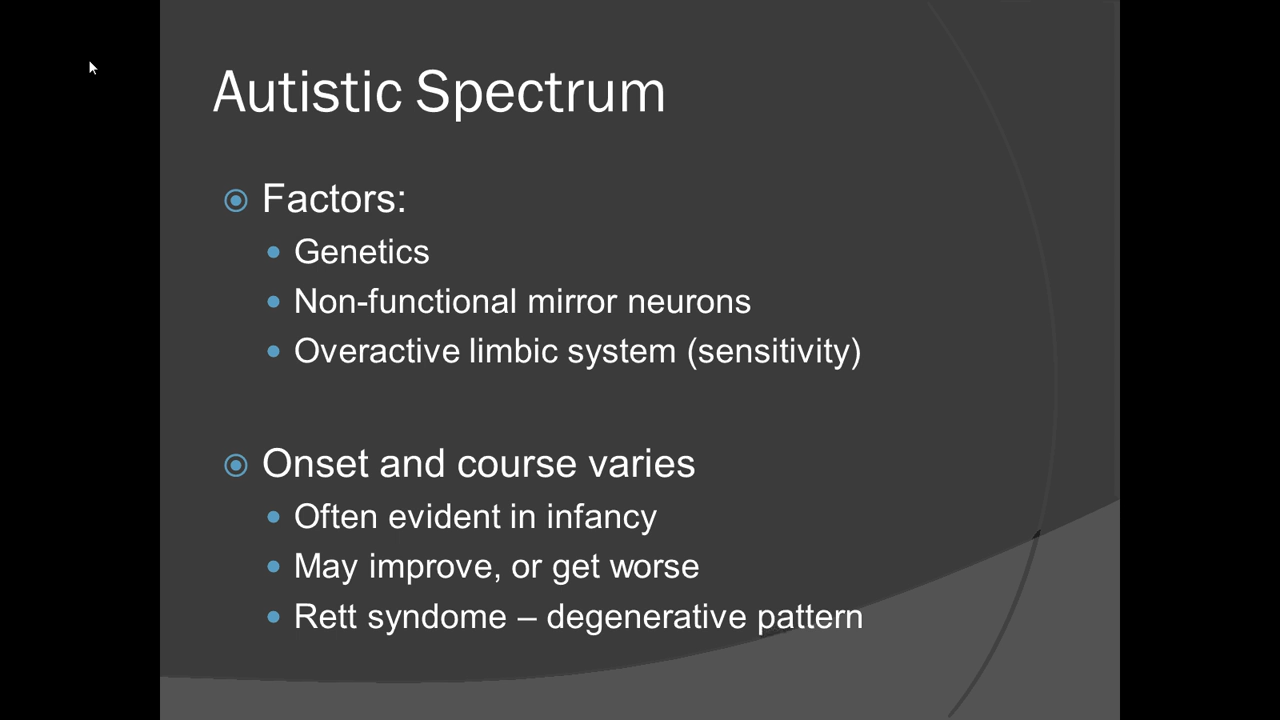 Autistic Spectrum
Factors:
Genetics
Non-functional mirror neurons
Overactive limbic system (sensitivity)
Onset and course varies
Often evident in infancy
May improve, or get worse
Rett syndome – degenerative pattern